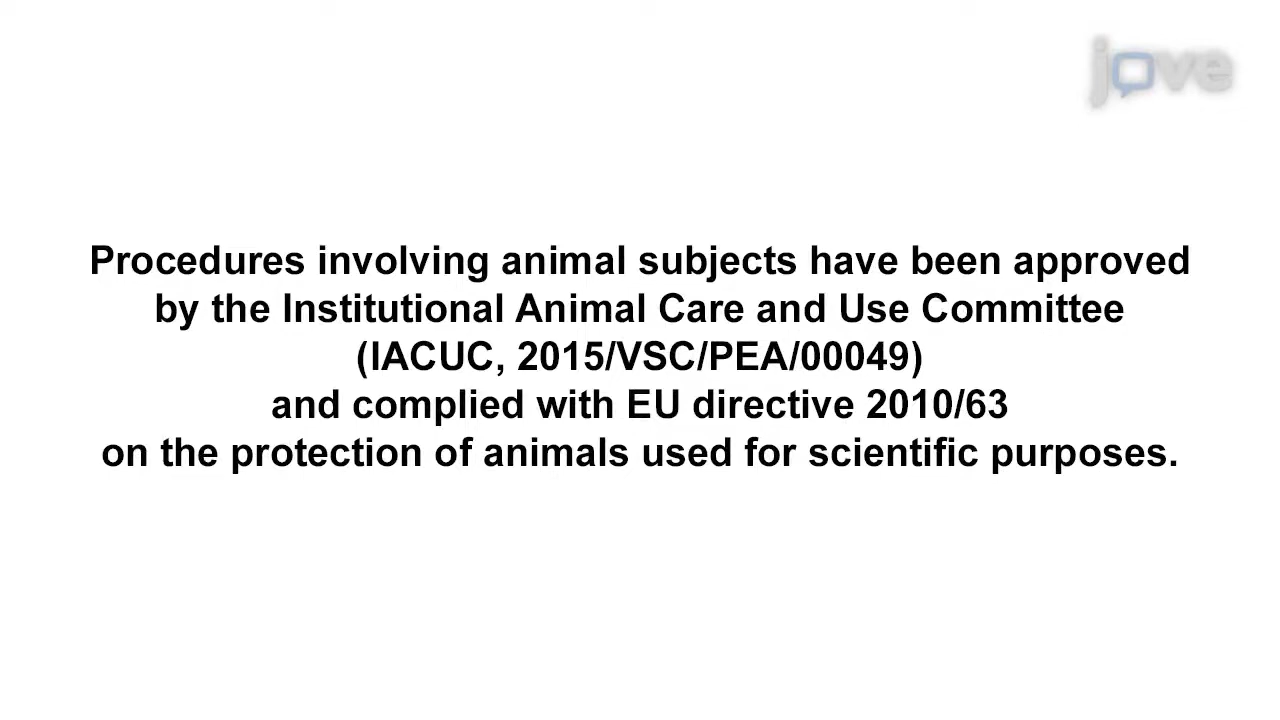 jove
Procedures involving animal subjects have been approved
by the Institutional Animal Care and Use Committee
(IACUC, 2015/VSC/PEA/00049)
and complied with EU directive 2010/63
on the protection of animals used for scientific purposes.